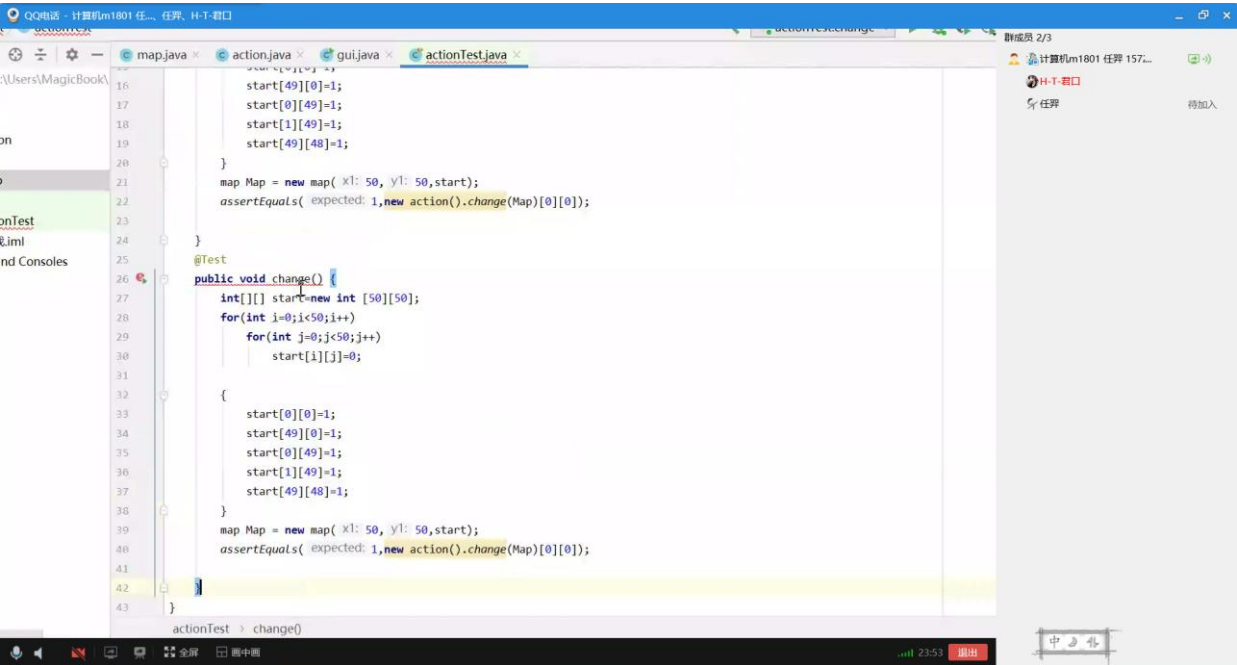 QQ电话 - 计算机m1801 任...、任羿、H-T-君口
actionTest
actionTest.change
群成员 2/3
map.java × action.java × gui.java × actionTest.java ×
计算机m1801 任羿 157...
:\Users\MagicBook\
H-T-君口
任羿 待加入
16 start[49][0]=1;
17 start[0][49]=1;
18 start[1][49]=1;
19 start[49][48]=1;
20 }
21 map Map = new map( x1: 50, y1: 50,start);
22 assertEquals( expected: 1,new action().change(Map)[0][0]);
23
24 }
25 @Test
26 public void change() {
27 int[][] start=new int [50][50];
28 for(int i=0;i<50;i++)
29 for(int j=0;j<50;j++)
30 start[i][j]=0;
31
32 {
33 start[0][0]=1;
34 start[49][0]=1;
35 start[0][49]=1;
36 start[1][49]=1;
37 start[49][48]=1;
38 }
39 map Map = new map( x1: 50, y1: 50,start);
40 assertEquals( expected: 1,new action().change(Map)[0][0]);
41
42 }
43 }
on
onTest
.iml
nd Consoles
actionTest > change()
全屏 画中画
23:53 退出
中